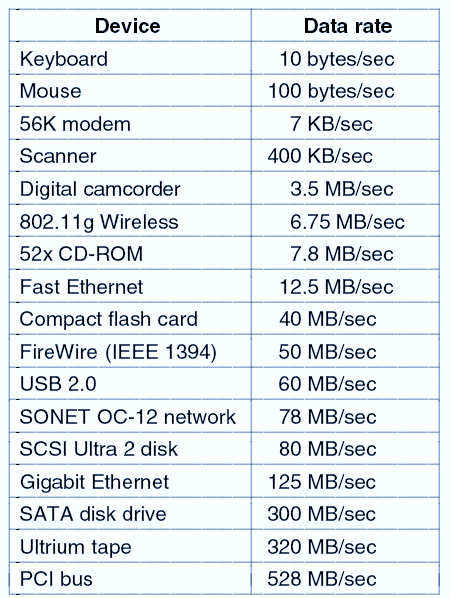 Device Data rate
Keyboard 10 bytes/sec
Mouse 100 bytes/sec
56K modem 7 KB/sec
Scanner 400 KB/sec
Digital camcorder 3.5 MB/sec
802.11g Wireless 6.75 MB/sec
52x CD-ROM 7.8 MB/sec
Fast Ethernet 12.5 MB/sec
Compact flash card 40 MB/sec
FireWire (IEEE 1394) 50 MB/sec
USB 2.0 60 MB/sec
SONET OC-12 network 78 MB/sec
SCSI Ultra 2 disk 80 MB/sec
Gigabit Ethernet 125 MB/sec
SATA disk drive 300 MB/sec
Ultrium tape 320 MB/sec
PCI bus 528 MB/sec